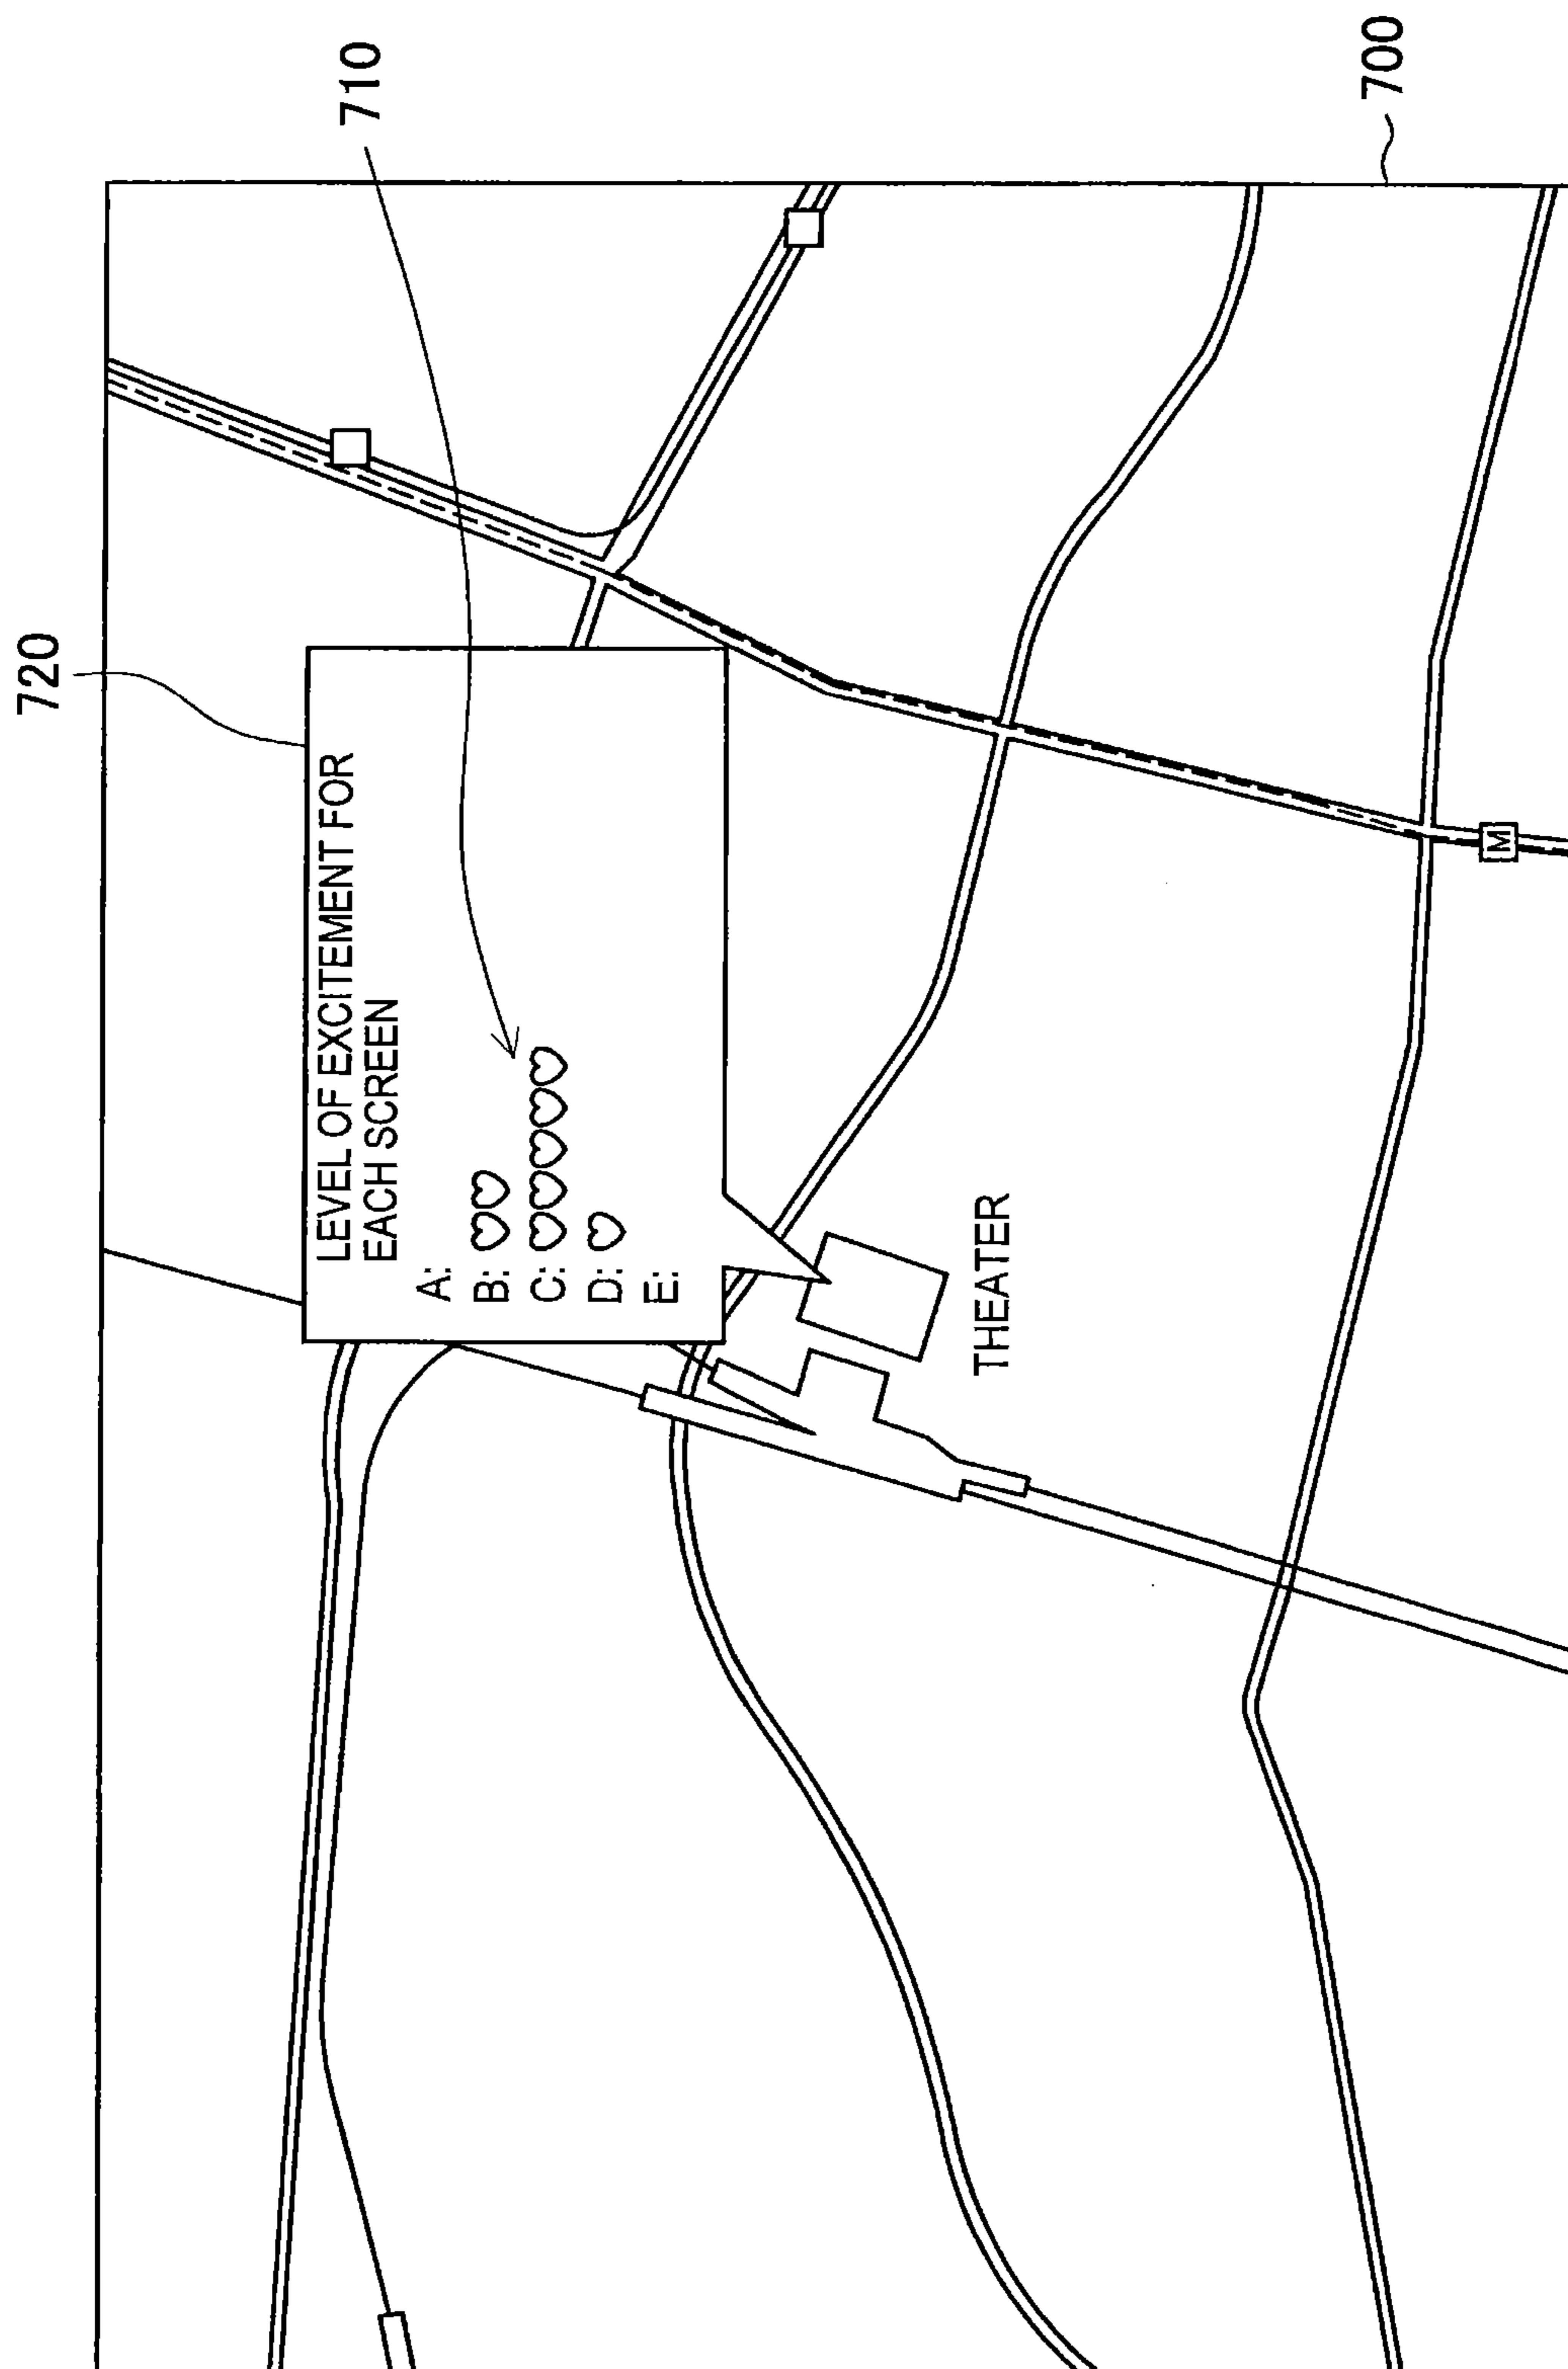 720
710
LEVEL OF EXCITEMENT FOR
EACH SCREEN
A:
B: ♡♡
C: ♡♡♡♡♡
D: ♡
E:
THEATER
M
700